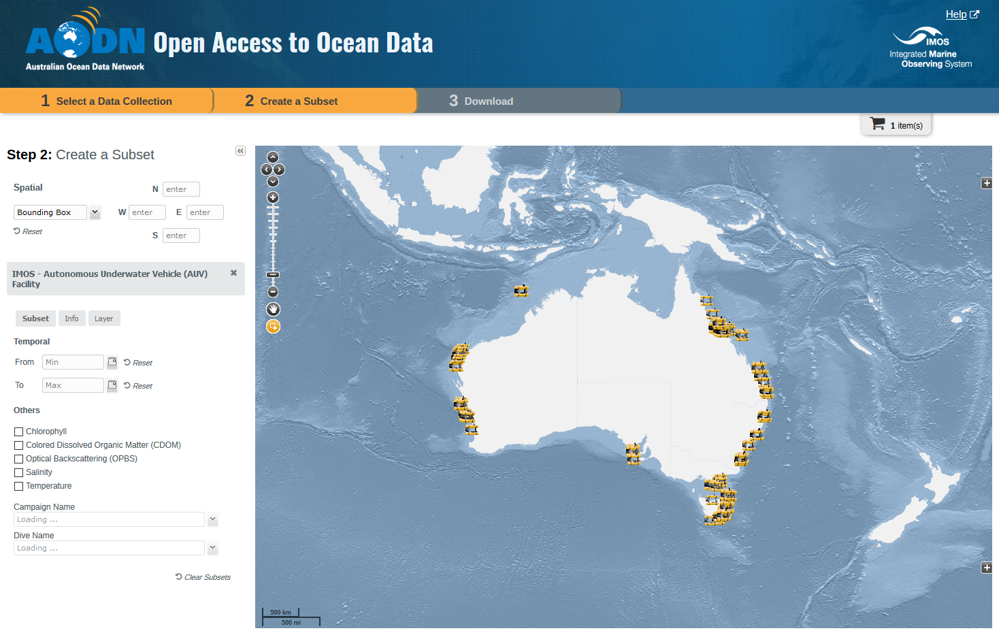 Help
AODN
Open Access to Ocean Data
Australian Ocean Data Network
IMOS
Integrated Marine
Observing System
1 Select a Data Collection
2 Create a Subset
3 Download
1 item(s)
Step 2: Create a Subset
Spatial
N enter
Bounding Box
W enter
E enter
Reset
S enter
IMOS - Autonomous Underwater Vehicle (AUV)
Facility
Subset
Info
Layer
Temporal
From Min Reset
To Max Reset
Others
Chlorophyll
Colored Dissolved Organic Matter (CDOM)
Optical Backscattering (OPBS)
Salinity
Temperature
Campaign Name
Loading ...
Dive Name
Loading ...
Clear Subsets
500 km
500 mi